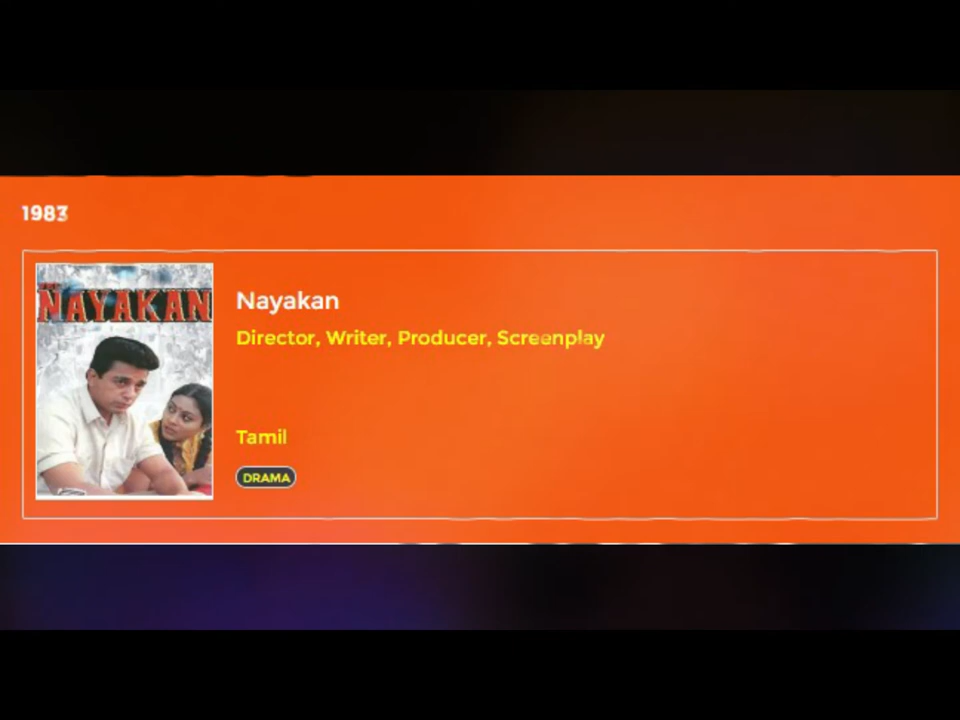 1983
NAYAKAN
Nayakan
Director, Writer, Producer, Screenplay
Tamil
DRAMA